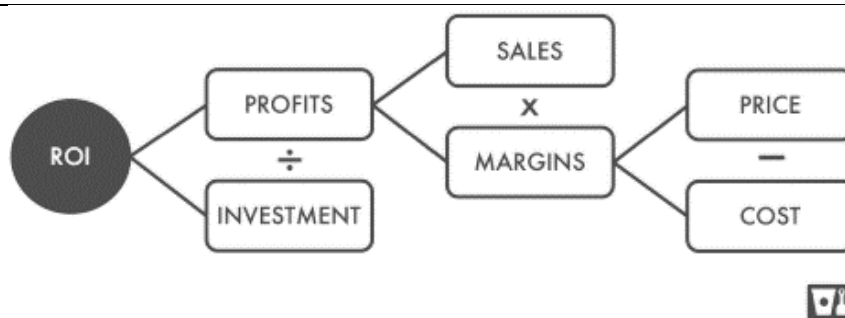 SALES
PROFITS
x
PRICE
ROI
÷
MARGINS
−
INVESTMENT
COST